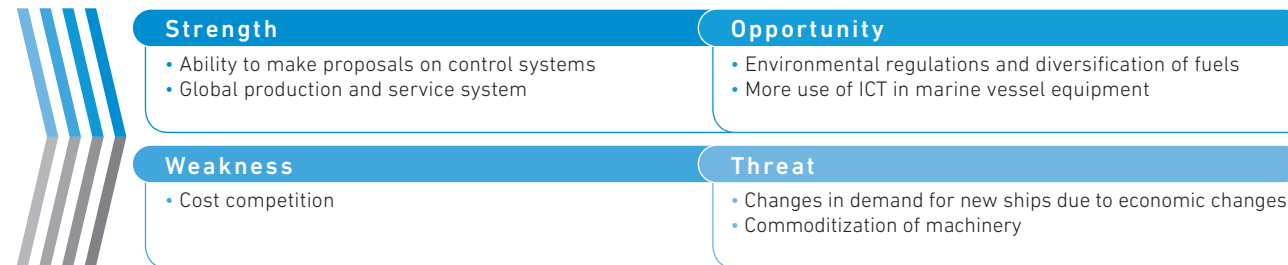 Strength
• Ability to make proposals on control systems
• Global production and service system
Opportunity
• Environmental regulations and diversification of fuels
• More use of ICT in marine vessel equipment
Weakness
• Cost competition
Threat
• Changes in demand for new ships due to economic changes
• Commoditization of machinery